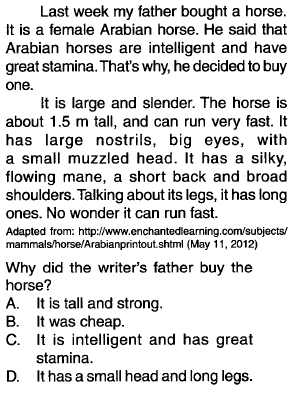 Last week my father bought a horse.
It is a female Arabian horse. He said that
Arabian horses are intelligent and have
great stamina. That's why, he decided to buy
one.
It is large and slender. The horse is
about 1.5 m tall, and can run very fast. It
has large nostrils, big eyes, with
a small muzzled head. It has a silky,
flowing mane, a short back and broad
shoulders. Talking about its legs, it has long
ones. No wonder it can run fast.
Adapted from: http://www.enchantedlearning.com/subjects/
mammals/horse/Arabianprintout.shtml (May 11, 2012)
Why did the writer's father buy the
horse?
A. It is tall and strong.
B. It was cheap.
C. It is intelligent and has great
stamina.
D. It has a small head and long legs.